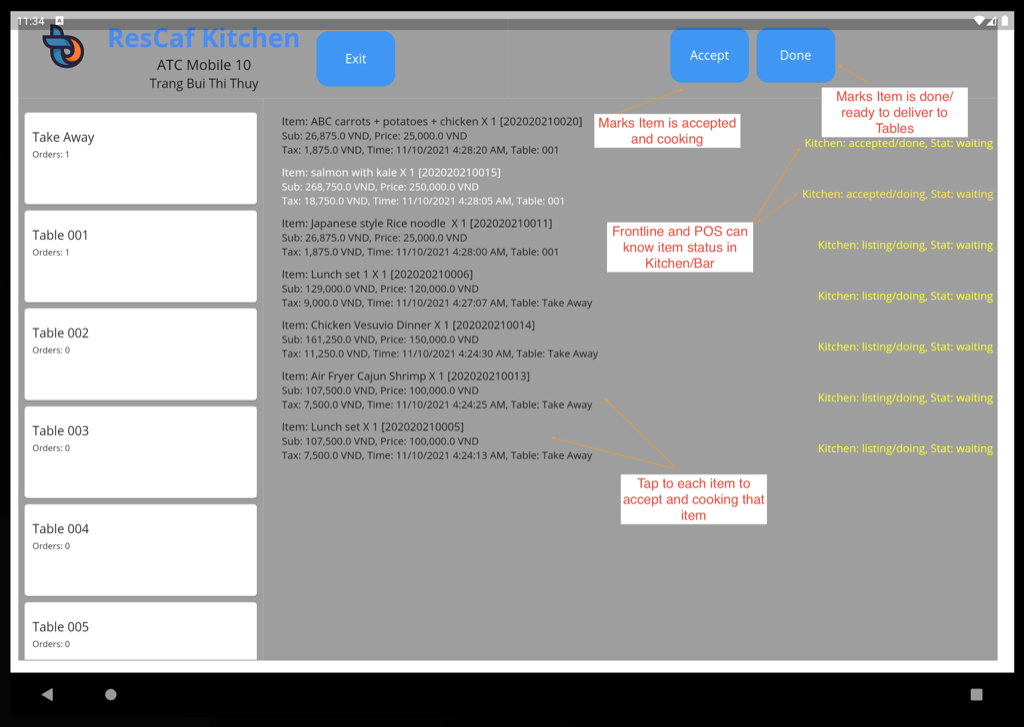 11:34 A
ResCaf Kitchen
ATC Mobile 10
Trang Bui Thi Thuy
Exit
Accept
Done
Marks Item is accepted
and cooking
Marks Item is done/
ready to deliver to
Tables
Take Away
Orders: 1
Table 001
Orders: 1
Table 002
Orders: 0
Table 003
Orders: 0
Table 004
Orders: 0
Table 005
Orders: 0
Item: ABC carrots + potatoes + chicken X 1 [202020210020]
Sub: 26,875.0 VND, Price: 25,000.0 VND
Tax: 1,875.0 VND, Time: 11/10/2021 4:28:20 AM, Table: 001
Kitchen: accepted/done, Stat: waiting
Item: salmon with kale X 1 [202020210015]
Sub: 268,750.0 VND, Price: 250,000.0 VND
Tax: 18,750.0 VND, Time: 11/10/2021 4:28:05 AM, Table: 001
Kitchen: accepted/doing, Stat: waiting
Item: Japanese style Rice noodle  X 1 [202020210011]
Sub: 26,875.0 VND, Price: 25,000.0 VND
Tax: 1,875.0 VND, Time: 11/10/2021 4:28:00 AM, Table: 001
Kitchen: listing/doing, Stat: waiting
Frontline and POS can
know item status in
Kitchen/Bar
Item: Lunch set 1 X 1 [202020210006]
Sub: 129,000.0 VND, Price: 120,000.0 VND
Tax: 9,000.0 VND, Time: 11/10/2021 4:27:07 AM, Table: Take Away
Kitchen: listing/doing, Stat: waiting
Item: Chicken Vesuvio Dinner X 1 [202020210014]
Sub: 161,250.0 VND, Price: 150,000.0 VND
Tax: 11,250.0 VND, Time: 11/10/2021 4:24:30 AM, Table: Take Away
Kitchen: listing/doing, Stat: waiting
Item: Air Fryer Cajun Shrimp X 1 [202020210013]
Sub: 107,500.0 VND, Price: 100,000.0 VND
Tax: 7,500.0 VND, Time: 11/10/2021 4:24:25 AM, Table: Take Away
Kitchen: listing/doing, Stat: waiting
Item: Lunch set X 1 [202020210005]
Sub: 107,500.0 VND, Price: 100,000.0 VND
Tax: 7,500.0 VND, Time: 11/10/2021 4:24:13 AM, Table: Take Away
Kitchen: listing/doing, Stat: waiting
Tap to each item to
accept and cooking that
item